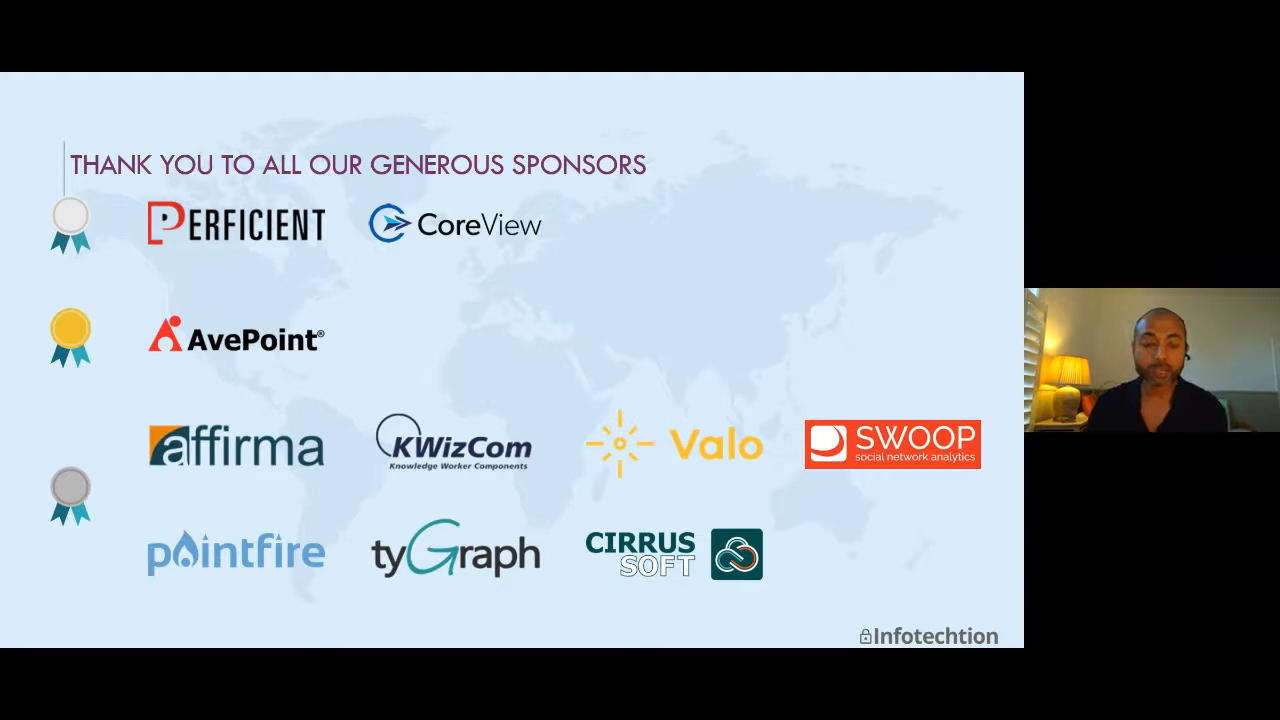 THANK YOU TO ALL OUR GENEROUS SPONSORS
PERFICIENT
CoreView
AvePoint®
affirma
KWizCom
Knowledge Worker Components
Valo
SWOOP
social network analytics
pointfire
tyGraph
CIRRUS
SOFT
Infotechtion